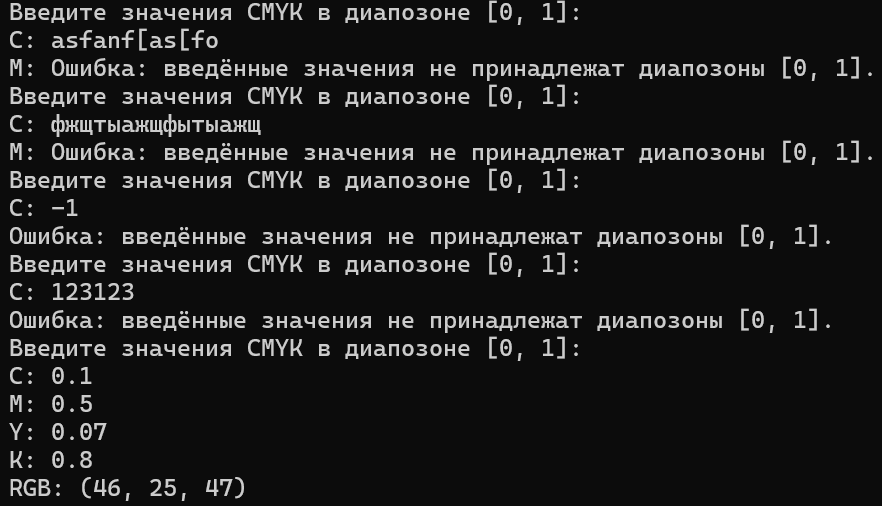 Введите значения CMYK в диапозоне [0, 1]:
C: asfanf[as[fo
M: Ошибка: введённые значения не принадлежат диапозоны [0, 1].
Введите значения CMYK в диапозоне [0, 1]:
C: фжщтыажщфытыажщ
M: Ошибка: введённые значения не принадлежат диапозоны [0, 1].
Введите значения CMYK в диапозоне [0, 1]:
C: -1
Ошибка: введённые значения не принадлежат диапозоны [0, 1].
Введите значения CMYK в диапозоне [0, 1]:
C: 123123
Ошибка: введённые значения не принадлежат диапозоны [0, 1].
Введите значения CMYK в диапозоне [0, 1]:
C: 0.1
M: 0.5
Y: 0.07
K: 0.8
RGB: (46, 25, 47)